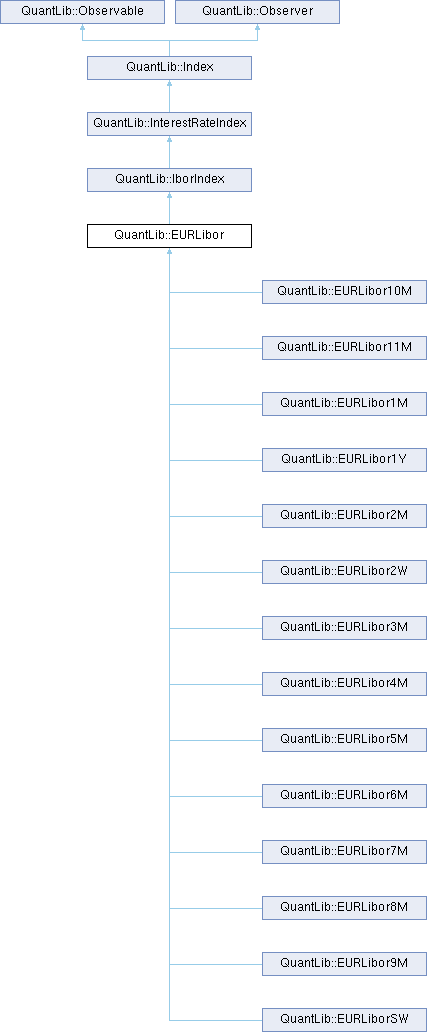 QuantLib::Observable
QuantLib::Observer
QuantLib::Index
QuantLib::InterestRateIndex
QuantLib::IborIndex
QuantLib::EURLibor
QuantLib::EURLibor10M
QuantLib::EURLibor11M
QuantLib::EURLibor1M
QuantLib::EURLibor1Y
QuantLib::EURLibor2M
QuantLib::EURLibor2W
QuantLib::EURLibor3M
QuantLib::EURLibor4M
QuantLib::EURLibor5M
QuantLib::EURLibor6M
QuantLib::EURLibor7M
QuantLib::EURLibor8M
QuantLib::EURLibor9M
QuantLib::EURLiborSW